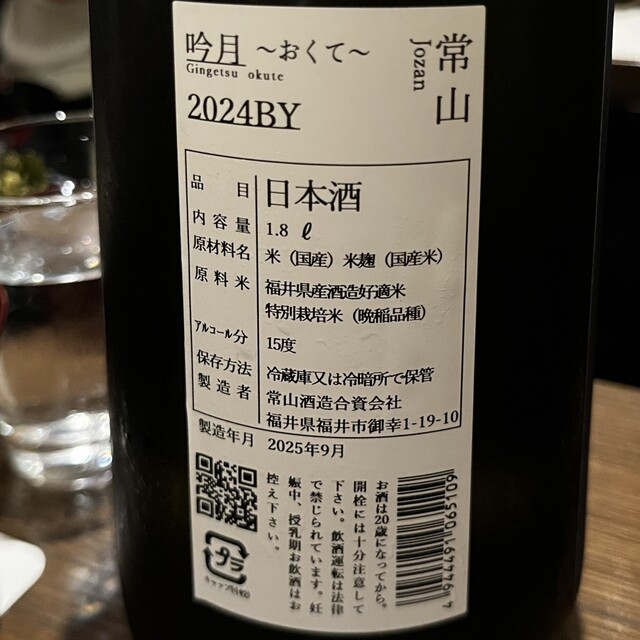 常山
Jozan
吟月 ～おくて～
Gingetsu okute
2024BY
品目 日本酒
内容量 1.8ℓ
原材料名 米（国産）米麹（国産米）
原料米 福井県産酒造好適米
特別栽培米（晩稲品種）
アルコール分 15度
保存方法 冷蔵庫又は冷暗所で保管
製造者 常山酒造合資会社
福井県福井市御幸1-19-10
製造年月 2025年9月
お酒は20歳になってから。
開栓には十分注意して
下さい。飲酒運転は法律
で禁じられています。妊
娠中、授乳期お飲酒はお
控え下さい。
プラ
4944791065109